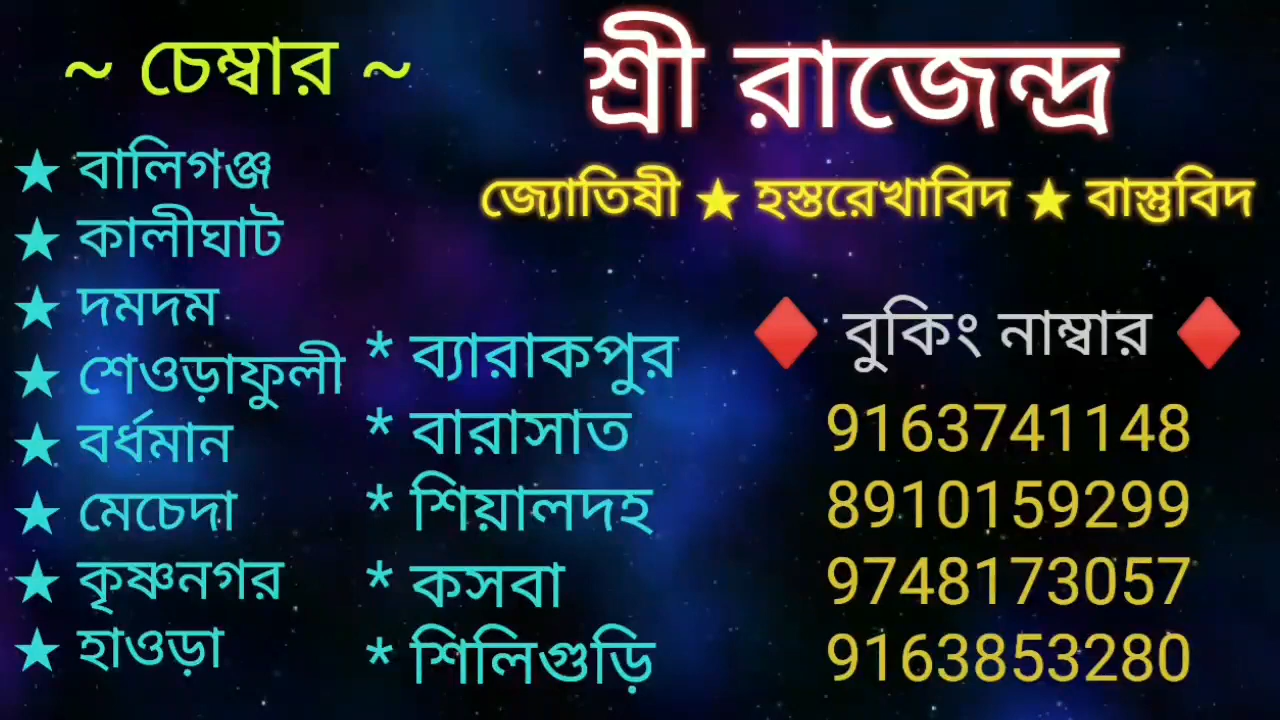 ~ চেম্বার ~
★ বালিগঞ্জ
★ কালীঘাট
★ দমদম
★ শেওড়াফুলী
★ বর্ধমান
★ মেচেদা
★ কৃষ্ণনগর
★ হাওড়া
* ব্যারাকপুর
* বারাসাত
* শিয়ালদহ
* কসবা
* শিলিগুড়ি
শ্রী রাজেন্দ্র
জ্যোতিষী ★ হস্তরেখাবিদ ★ বাস্তুবিদ
♦ বুকিং নাম্বার ♦
9163741148
8910159299
9748173057
9163853280